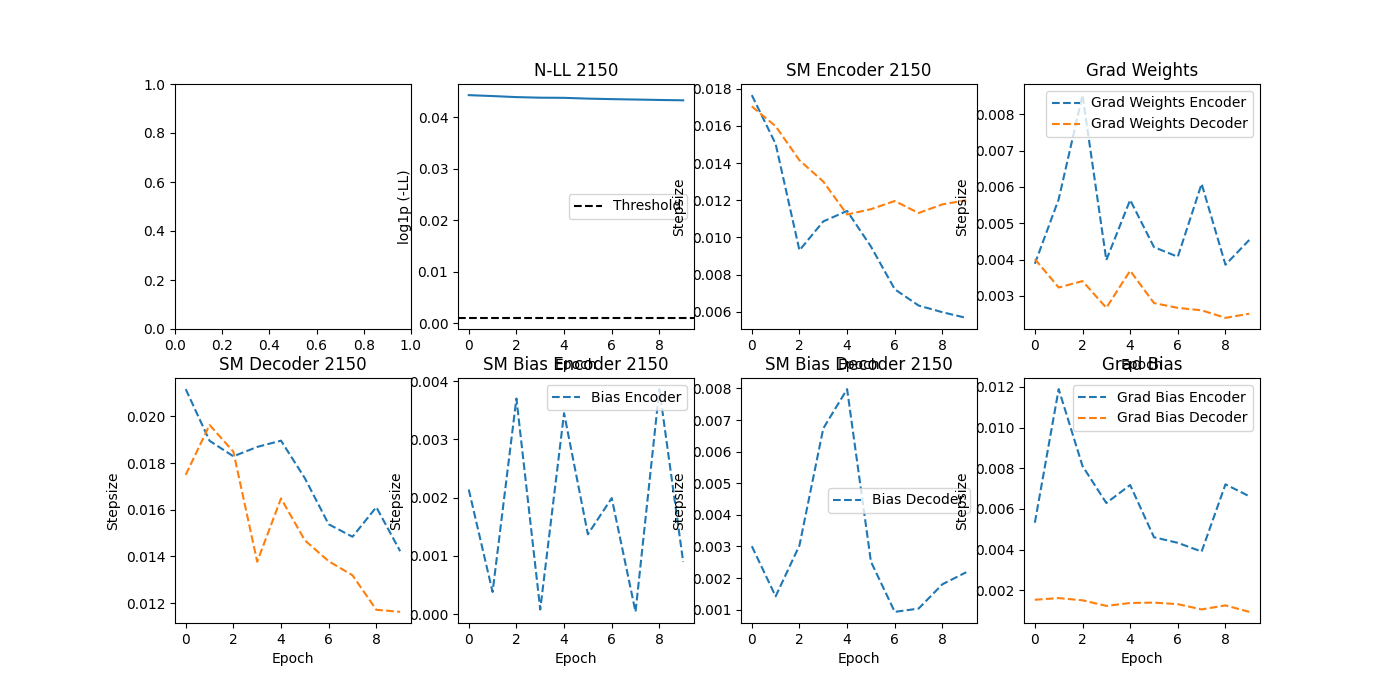 1.0
0.8
0.6
0.4
0.2
0.0
0.0 0.2 0.4 0.6 0.8 1.0
N-LL 2150
log1p (-LL)
0.04
0.03
0.02
0.01
0.00
Threshold
0 2 4 6 8
Epoch
SM Encoder 2150
Stepsize
0.018
0.016
0.014
0.012
0.010
0.008
0.006
0 2 4 6 8
Epoch
Grad Weights
Stepsize
0.008
0.007
0.006
0.005
0.004
0.003
Grad Weights Encoder
Grad Weights Decoder
0 2 4 6 8
Epoch
SM Decoder 2150
Stepsize
0.020
0.018
0.016
0.014
0.012
0 2 4 6 8
Epoch
SM Bias Encoder 2150
Stepsize
0.004
0.003
0.002
0.001
0.000
Bias Encoder
0 2 4 6 8
Epoch
SM Bias Decoder 2150
Stepsize
0.008
0.007
0.006
0.005
0.004
0.003
0.002
0.001
Bias Decoder
0 2 4 6 8
Epoch
Grad Bias
Stepsize
0.012
0.010
0.008
0.006
0.004
0.002
Grad Bias Encoder
Grad Bias Decoder
0 2 4 6 8
Epoch